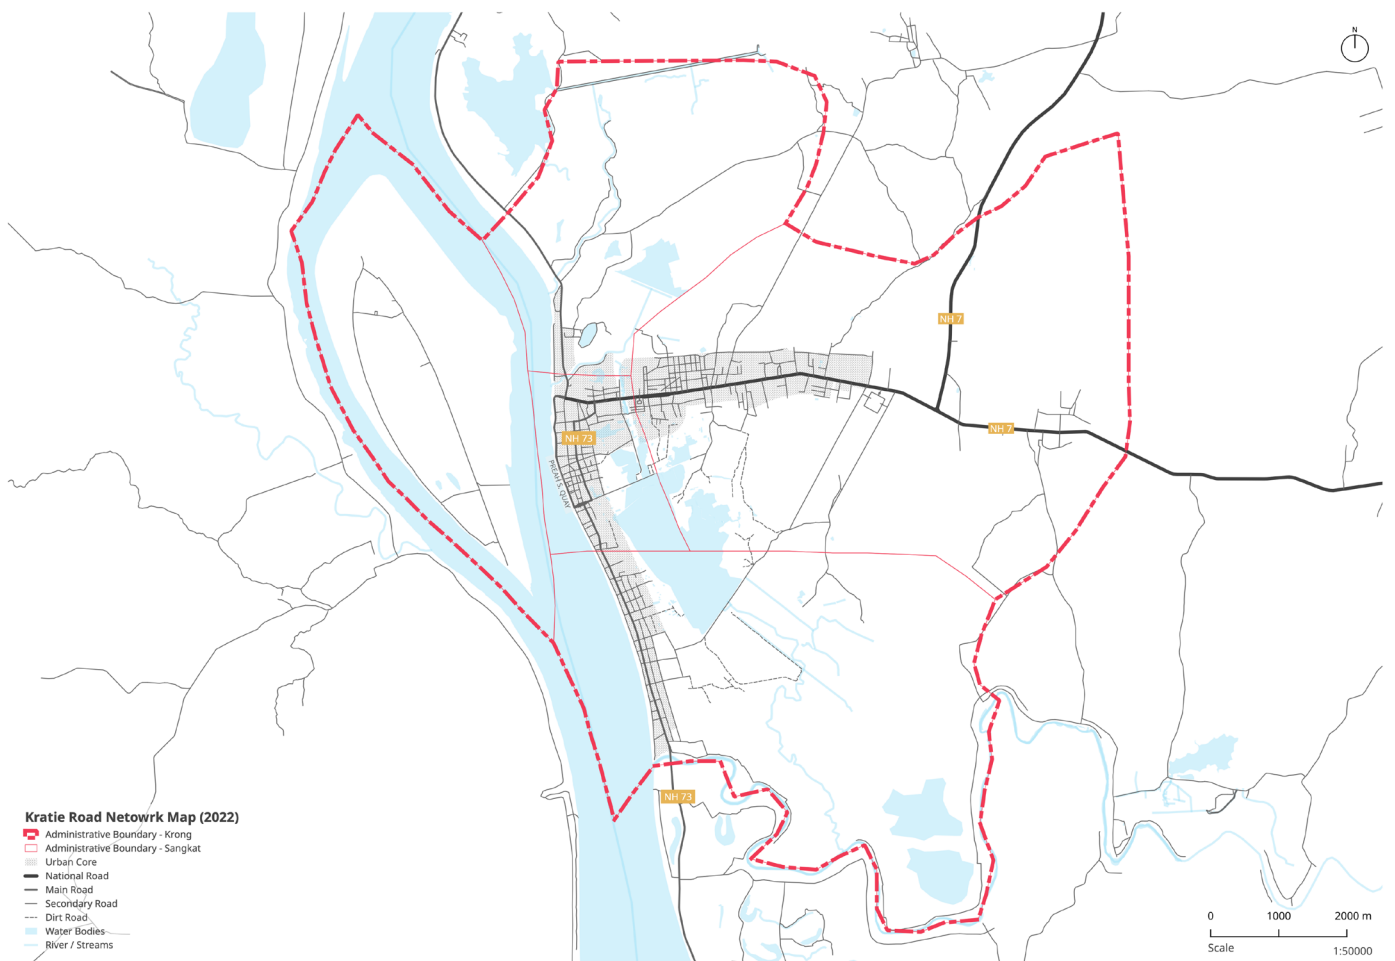 N
NH 7
NH 7
NH 73
PREAH S. QUAY
NH 73
Kratie Road Netowrk Map (2022)
Administrative Boundary - Krong
Administrative Boundary - Sangkat
Urban Core
National Road
Main Road
Secondary Road
Dirt Road
Water Bodies
River / Streams
0 1000 2000 m
Scale 1:50000